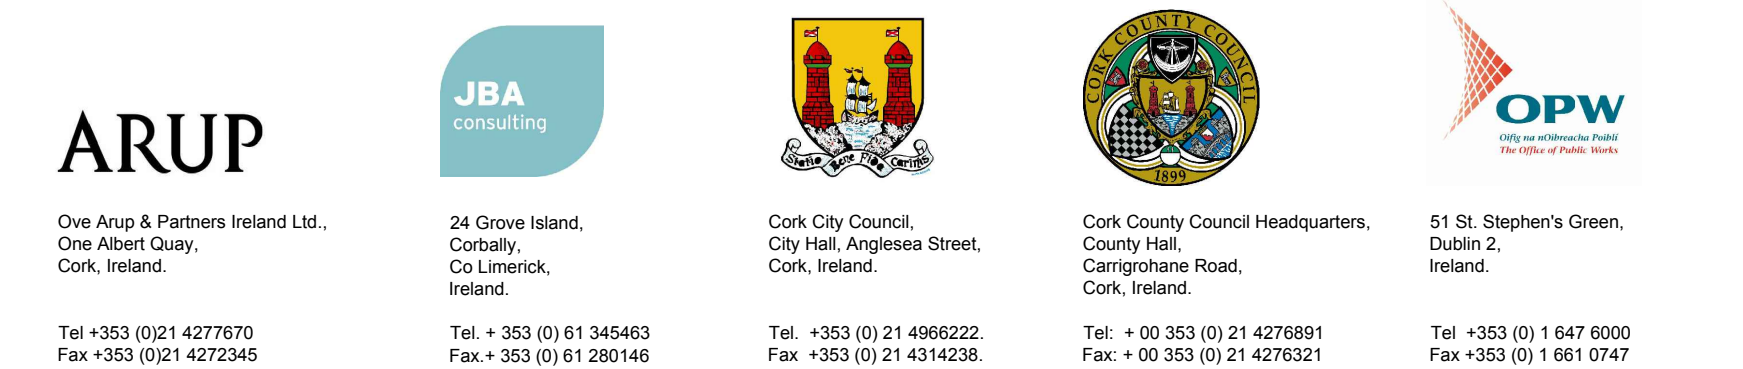 ARUP
Ove Arup & Partners Ireland Ltd.,
One Albert Quay,
Cork, Ireland.
Tel +353 (0)21 4277670
Fax +353 (0)21 4272345
JBA
consulting
24 Grove Island,
Corbally,
Co Limerick,
Ireland.
Tel. + 353 (0) 61 345463
Fax.+ 353 (0) 61 280146
Statio Bene Fida Carinis
Cork City Council,
City Hall, Anglesea Street,
Cork, Ireland.
Tel.  +353 (0) 21 4966222.
Fax  +353 (0) 21 4314238.
CORK COUNTY COUNCIL
1899
Cork County Council Headquarters,
County Hall,
Carrigrohane Road,
Cork, Ireland.
Tel:  + 00 353 (0) 21 4276891
Fax: + 00 353 (0) 21 4276321
OPW
Oifig na nOibreacha Poiblí
The Office of Public Works
51 St. Stephen's Green,
Dublin 2,
Ireland.
Tel  +353 (0) 1 647 6000
Fax +353 (0) 1 661 0747